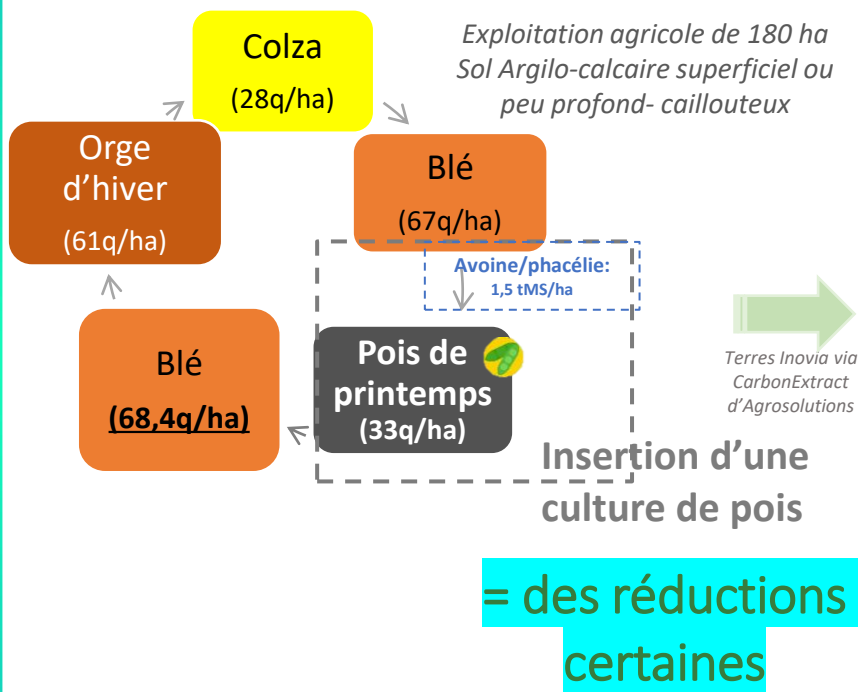 Colza
(28q/ha)
Exploitation agricole de 180 ha
Sol Argilo-calcaire superficiel ou
peu profond- caillouteux
Orge
d’hiver
(61q/ha)
Blé
(67q/ha)
Avoine/phacélie:
1,5 tMS/ha
Blé
(68,4q/ha)
Pois de
printemps
(33q/ha)
Terres Inovia via
CarbonExtract
d’Agrosolutions
Insertion d’une
culture de pois
= des réductions
certaines